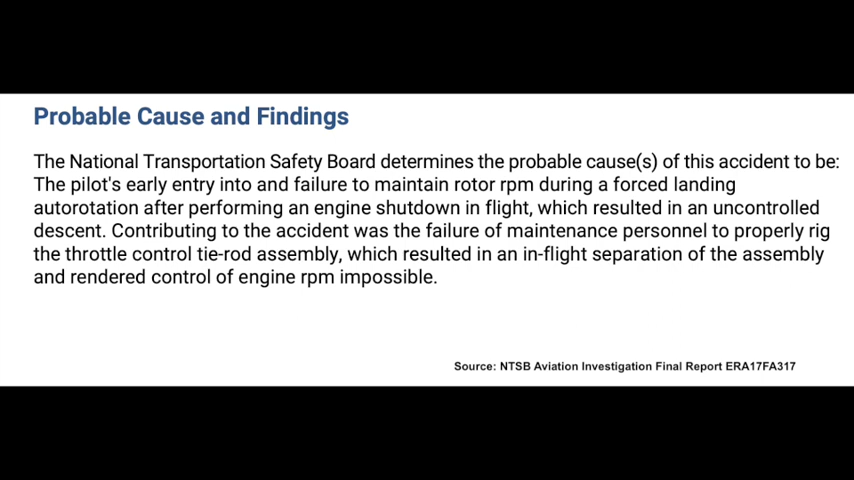 Probable Cause and Findings
The National Transportation Safety Board determines the probable cause(s) of this accident to be:
The pilot's early entry into and failure to maintain rotor rpm during a forced landing
autorotation after performing an engine shutdown in flight, which resulted in an uncontrolled
descent. Contributing to the accident was the failure of maintenance personnel to properly rig
the throttle control tie-rod assembly, which resulted in an in-flight separation of the assembly
and rendered control of engine rpm impossible.
Source: NTSB Aviation Investigation Final Report ERA17FA317